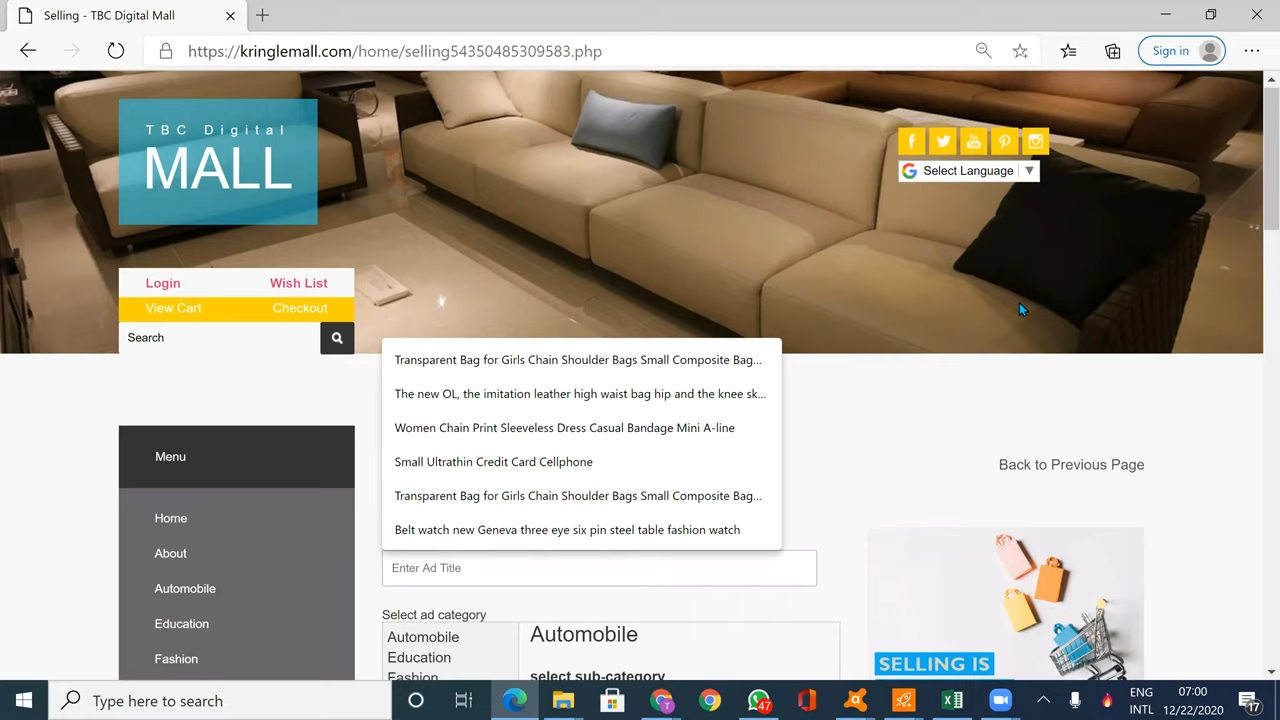 Selling - TBC Digital Mall
https://kringlemall.com/home/selling54350485309583.php
Sign in
TBC Digital
MALL
Select Language
Login
Wish List
View Cart
Checkout
Search
Transparent Bag for Girls Chain Shoulder Bags Small Composite Bag...
The new OL, the imitation leather high waist bag hip and the knee sk...
Women Chain Print Sleeveless Dress Casual Bandage Mini A-line
Small Ultrathin Credit Card Cellphone
Transparent Bag for Girls Chain Shoulder Bags Small Composite Bag...
Belt watch new Geneva three eye six pin steel table fashion watch
Menu
Back to Previous Page
Home
About
Automobile
Education
Fashion
Enter Ad Title
Select ad category
Automobile
Education
Fashion
Automobile
select sub-category
SELLING IS
Type here to search
47
ENG
INTL
07:00
12/22/2020
17